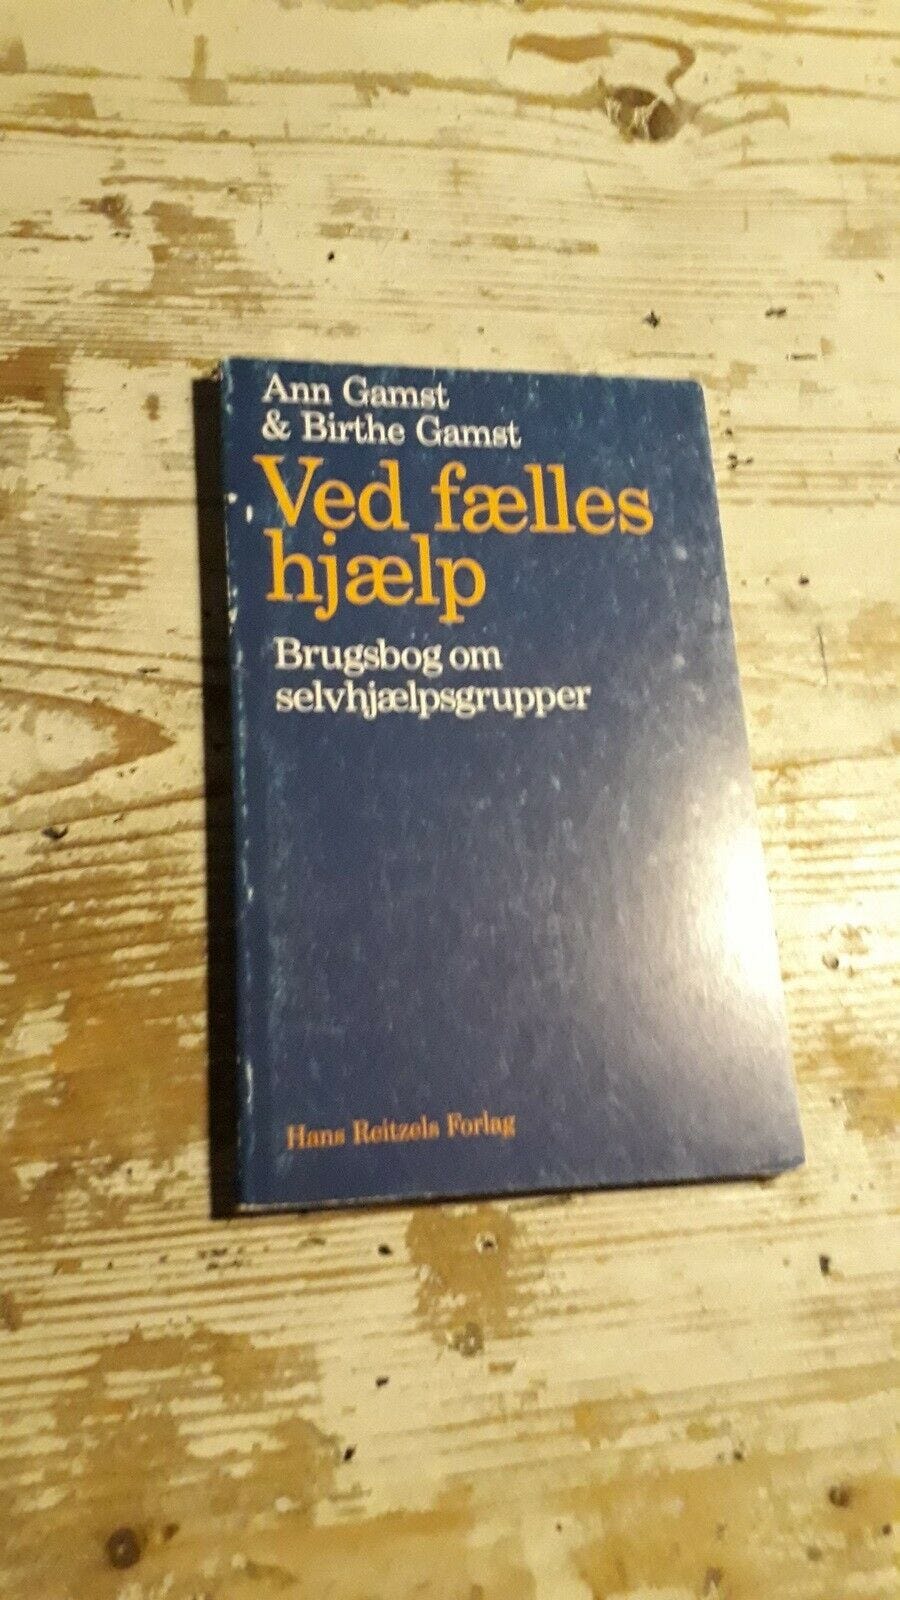 Ann Gamst
& Birthe Gamst
Ved fælles
hjælp
Brugsbog om
selvhjælpsgrupper
Hans Reitzels Forlag